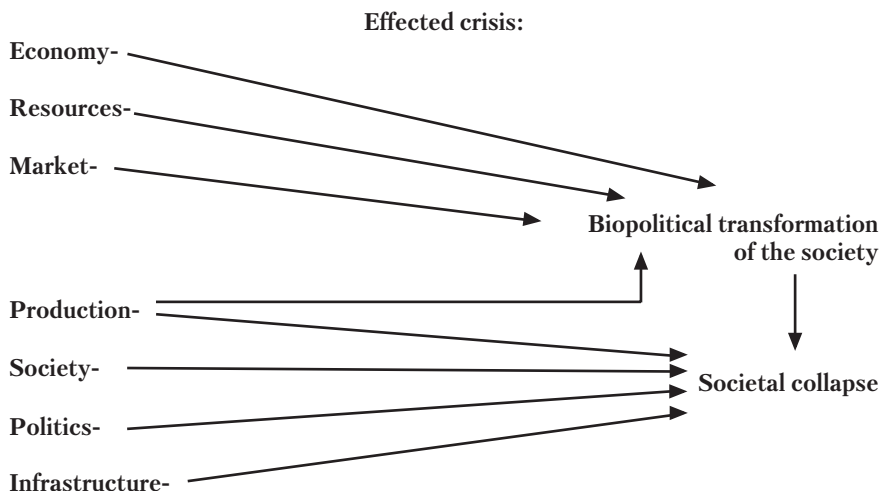 Effected crisis:
Economy-
Resources-
Market-
Biopolitical transformation
of the society
Production-
Society-
Societal collapse
Politics-
Infrastructure-